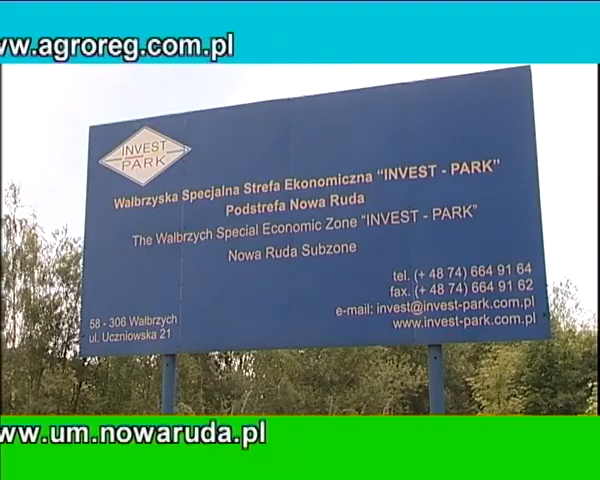 ww.agroreg.com.pl
INVEST
PARK
Wałbrzyska Specjalna Strefa Ekonomiczna "INVEST - PARK"
Podstrefa Nowa Ruda
The Wałbrzych Special Economic Zone "INVEST - PARK"
Nowa Ruda Subzone
tel. (+ 48 74) 664 91 64
fax. (+ 48 74) 664 91 62
e-mail: invest@invest-park.com.pl
www.invest-park.com.pl
58 - 306 Wałbrzych
ul. Uczniowska 21
ww.um.nowaruda.pl